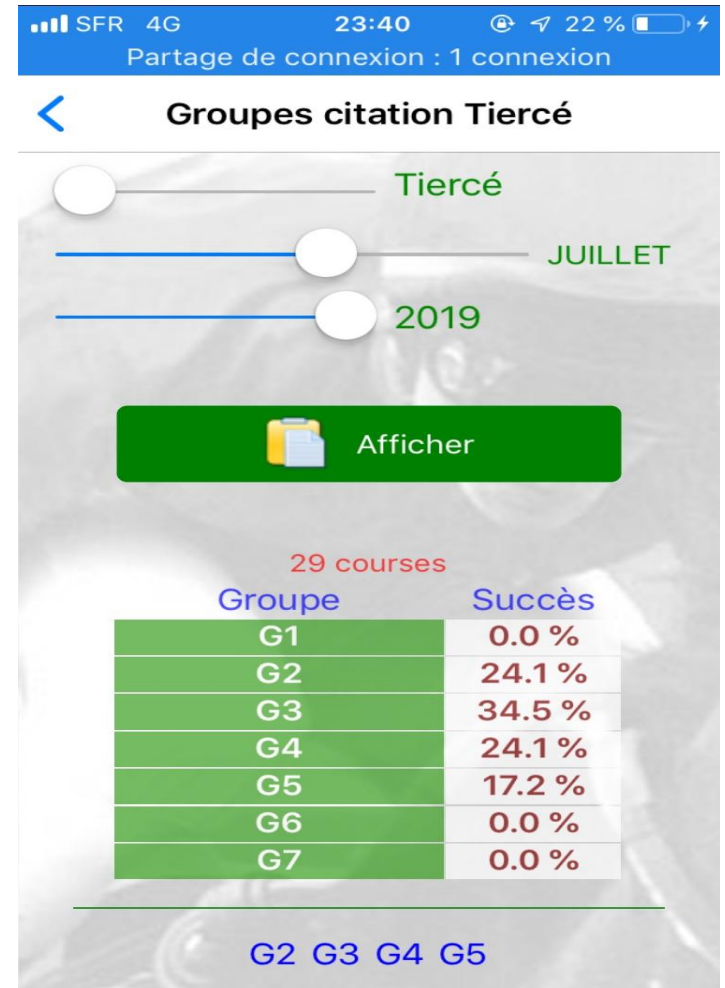 SFR 4G 23:40 22 %
Partage de connexion : 1 connexion
Groupes citation Tiercé
Tiercé
JUILLET
2019
Afficher
29 courses
Groupe Succès
G1 0.0 %
G2 24.1 %
G3 34.5 %
G4 24.1 %
G5 17.2 %
G6 0.0 %
G7 0.0 %
G2 G3 G4 G5